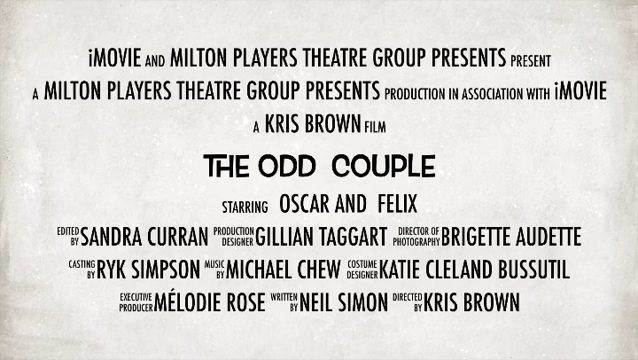 iMOVIE AND MILTON PLAYERS THEATRE GROUP PRESENTS PRESENT
A MILTON PLAYERS THEATRE GROUP PRESENTS PRODUCTION IN ASSOCIATION WITH iMOVIE
A KRIS BROWN FILM
THE ODD COUPLE
STARRING OSCAR AND FELIX
EDITED BY SANDRA CURRAN PRODUCTION DESIGNER GILLIAN TAGGART DIRECTOR OF PHOTOGRAPHY BRIGETTE AUDETTE
CASTING BY RYK SIMPSON MUSIC BY MICHAEL CHEW COSTUME DESIGNER KATIE CLELAND BUSSUTIL
EXECUTIVE PRODUCER MÉLODIE ROSE WRITTEN BY NEIL SIMON DIRECTED BY KRIS BROWN